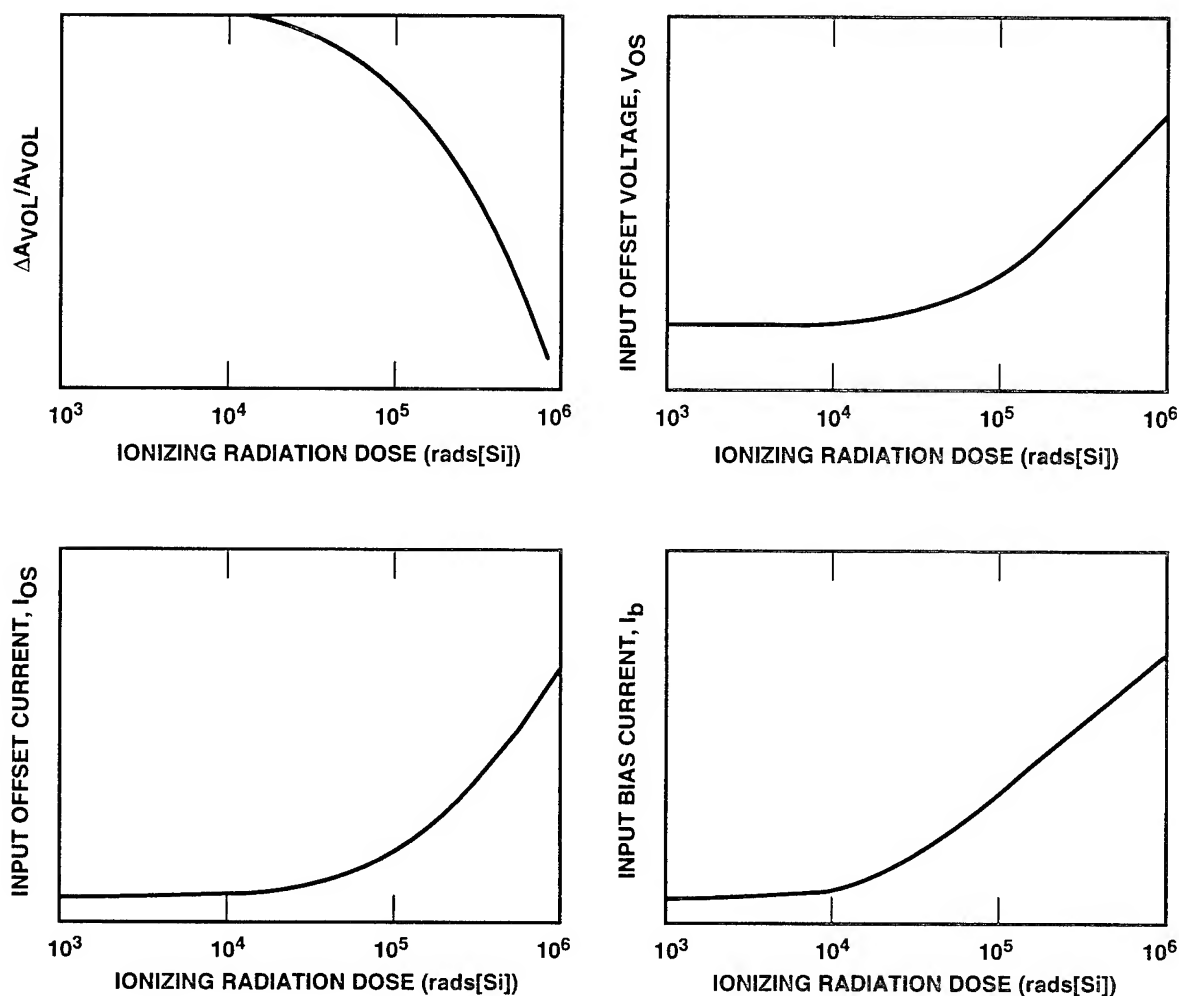 ΔAVOL/AVOL
10³ 10⁴ 10⁵ 10⁶
IONIZING RADIATION DOSE (rads[Si])
INPUT OFFSET VOLTAGE, VOS
10³ 10⁴ 10⁵ 10⁶
IONIZING RADIATION DOSE (rads[Si])
INPUT OFFSET CURRENT, IOS
10³ 10⁴ 10⁵ 10⁶
IONIZING RADIATION DOSE (rads[Si])
INPUT BIAS CURRENT, Ib
10³ 10⁴ 10⁵ 10⁶
IONIZING RADIATION DOSE (rads[Si])